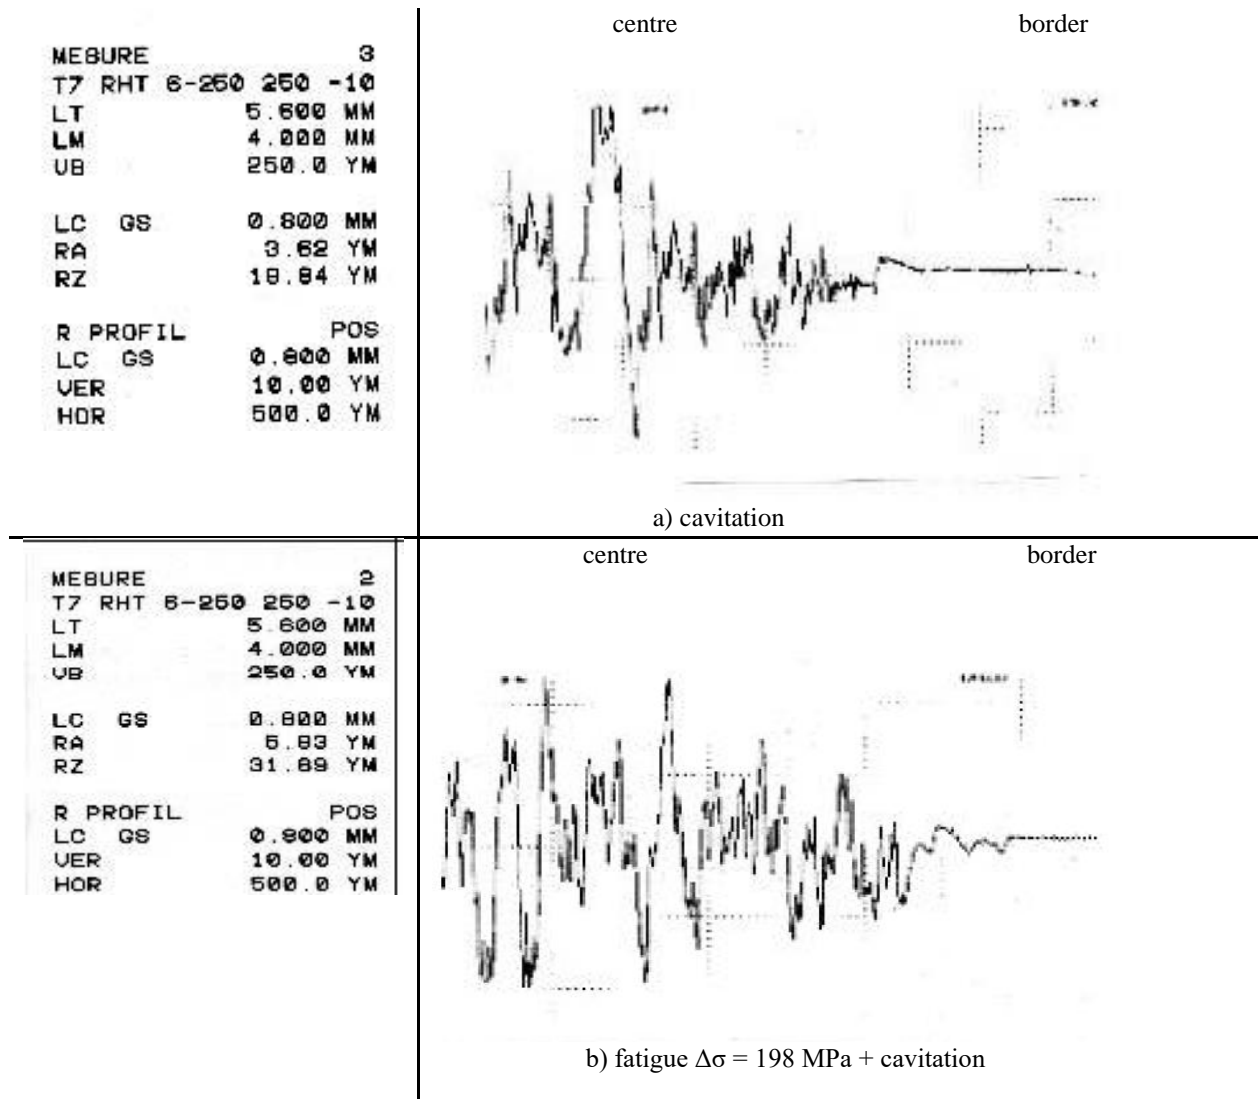 centre border
MESURE 3
T7 RHT 6-250 250 -10
LT 5.600 MM
LM 4.000 MM
VB 250.0 YM
LC GS 0.800 MM
RA 3.62 YM
RZ 18.84 YM
R PROFIL POS
LC GS 0.800 MM
VER 10.00 YM
HOR 500.0 YM
a) cavitation
centre border
MESURE 2
T7 RHT 6-250 250 -10
LT 5.600 MM
LM 4.000 MM
VB 250.0 YM
LC GS 0.800 MM
RA 5.83 YM
RZ 31.89 YM
R PROFIL POS
LC GS 0.800 MM
VER 10.00 YM
HOR 500.0 YM
b) fatigue Δσ = 198 MPa + cavitation